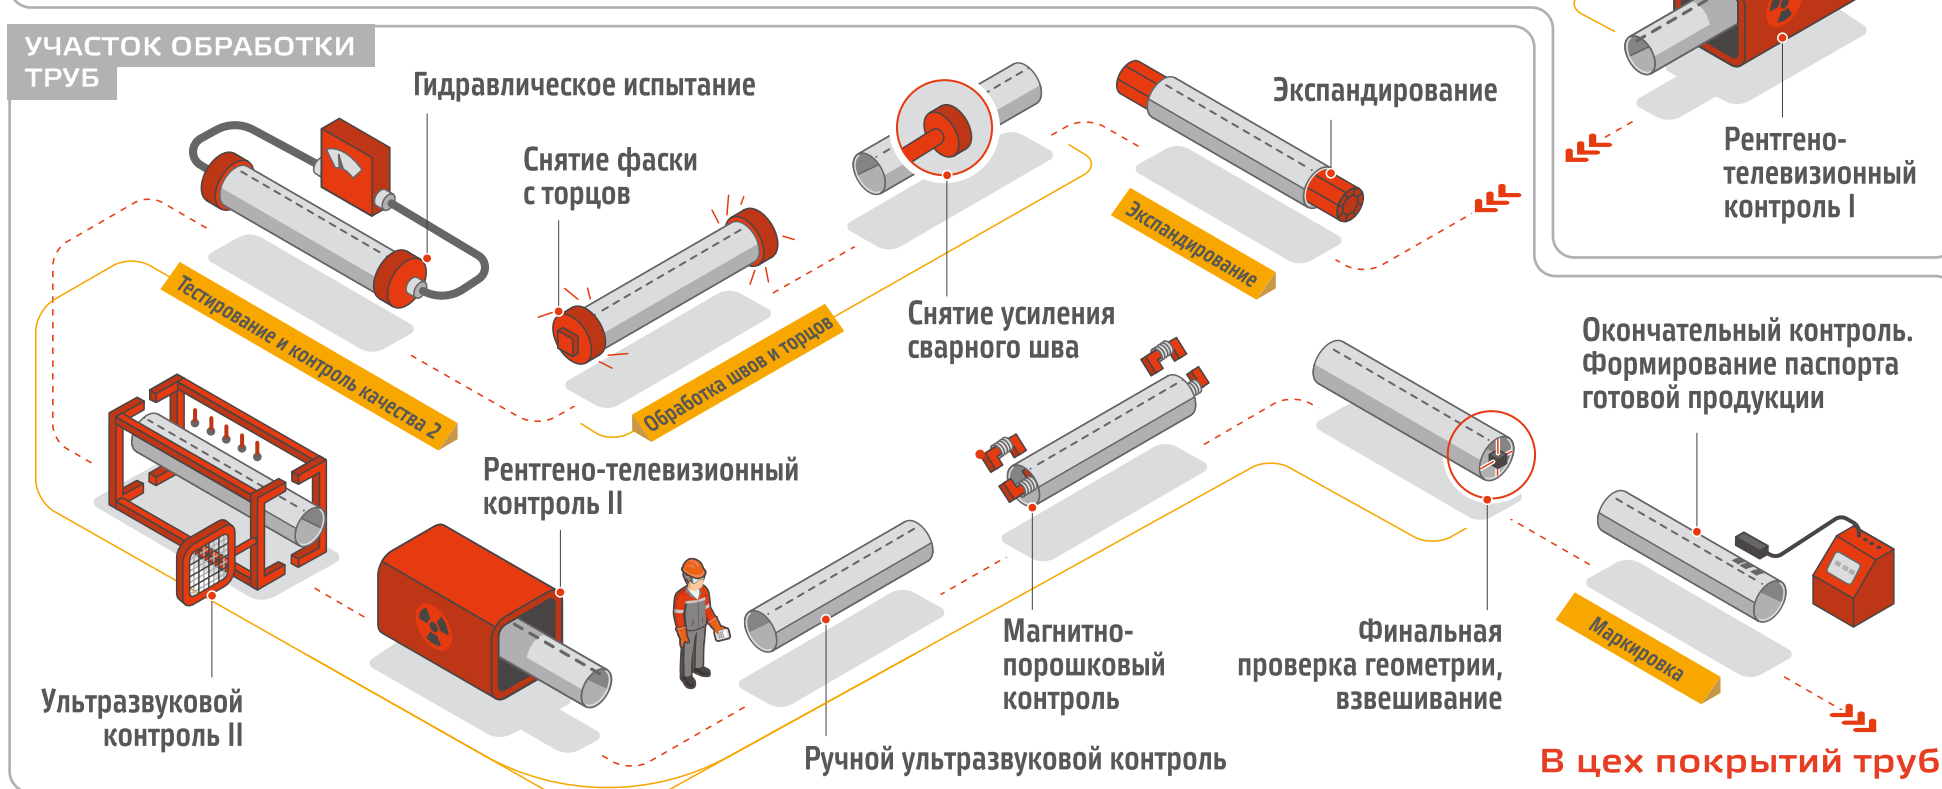 УЧАСТОК ОБРАБОТКИ
ТРУБ
Гидравлическое испытание
Снятие фаски
с торцов
Экспандирование
Рентгено-
телевизионный
контроль I
Экспандирование
Тестирование и контроль качества 2
Обработка швов и торцов
Снятие усиления
сварного шва
Окончательный контроль.
Формирование паспорта
готовой продукции
Рентгено-телевизионный
контроль II
Ультразвуковой
контроль II
Ручной ультразвуковой контроль
Магнитно-
порошковый
контроль
Финальная
проверка геометрии,
взвешивание
Маркировка
В цех покрытий труб